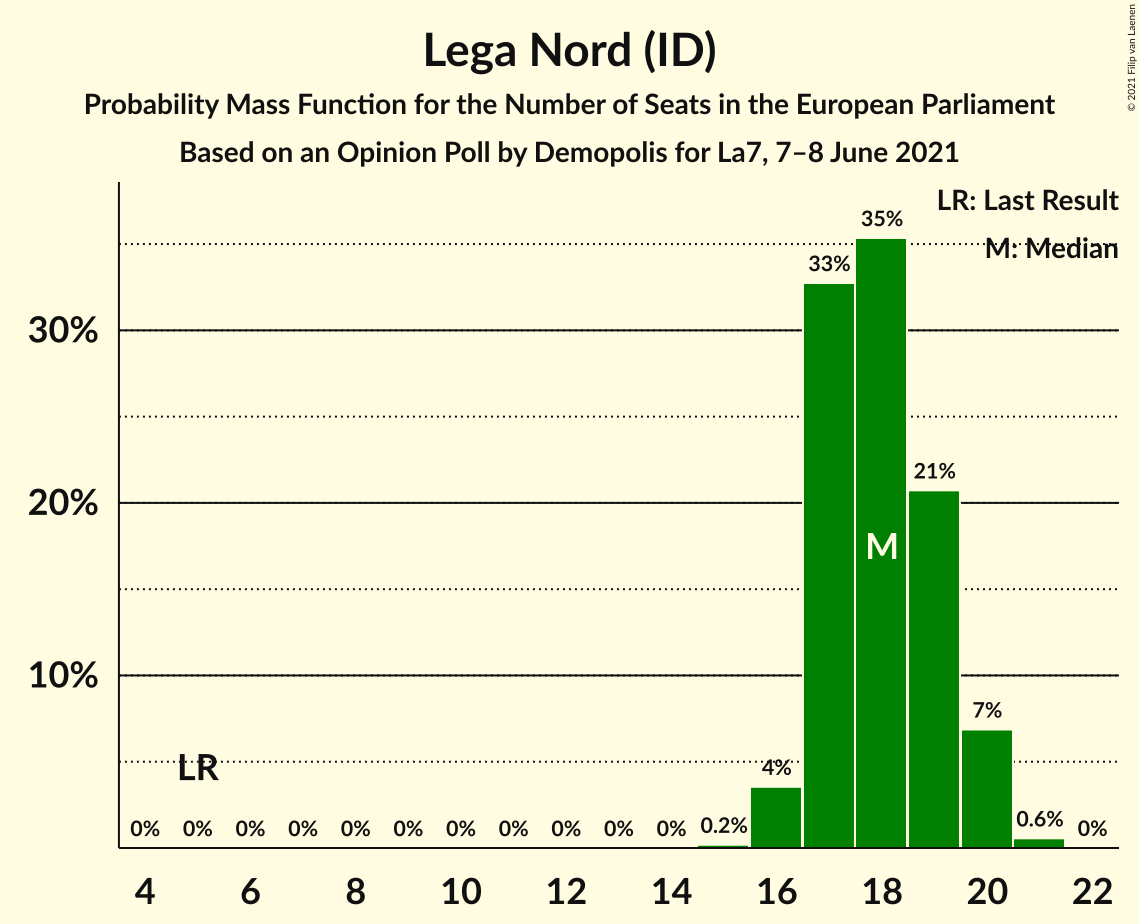 Lega Nord (ID)
Probability Mass Function for the Number of Seats in the European Parliament
Based on an Opinion Poll by Demopolis for La7, 7–8 June 2021
© 2021 Filip van Laenen
LR: Last Result
M: Median
35%
33%
30%
21%
20%
M
10%
7%
LR
4%
0% 0% 0% 0% 0% 0% 0% 0% 0% 0% 0% 0.2% 0.6% 0%
4 6 8 10 12 14 16 18 20 22